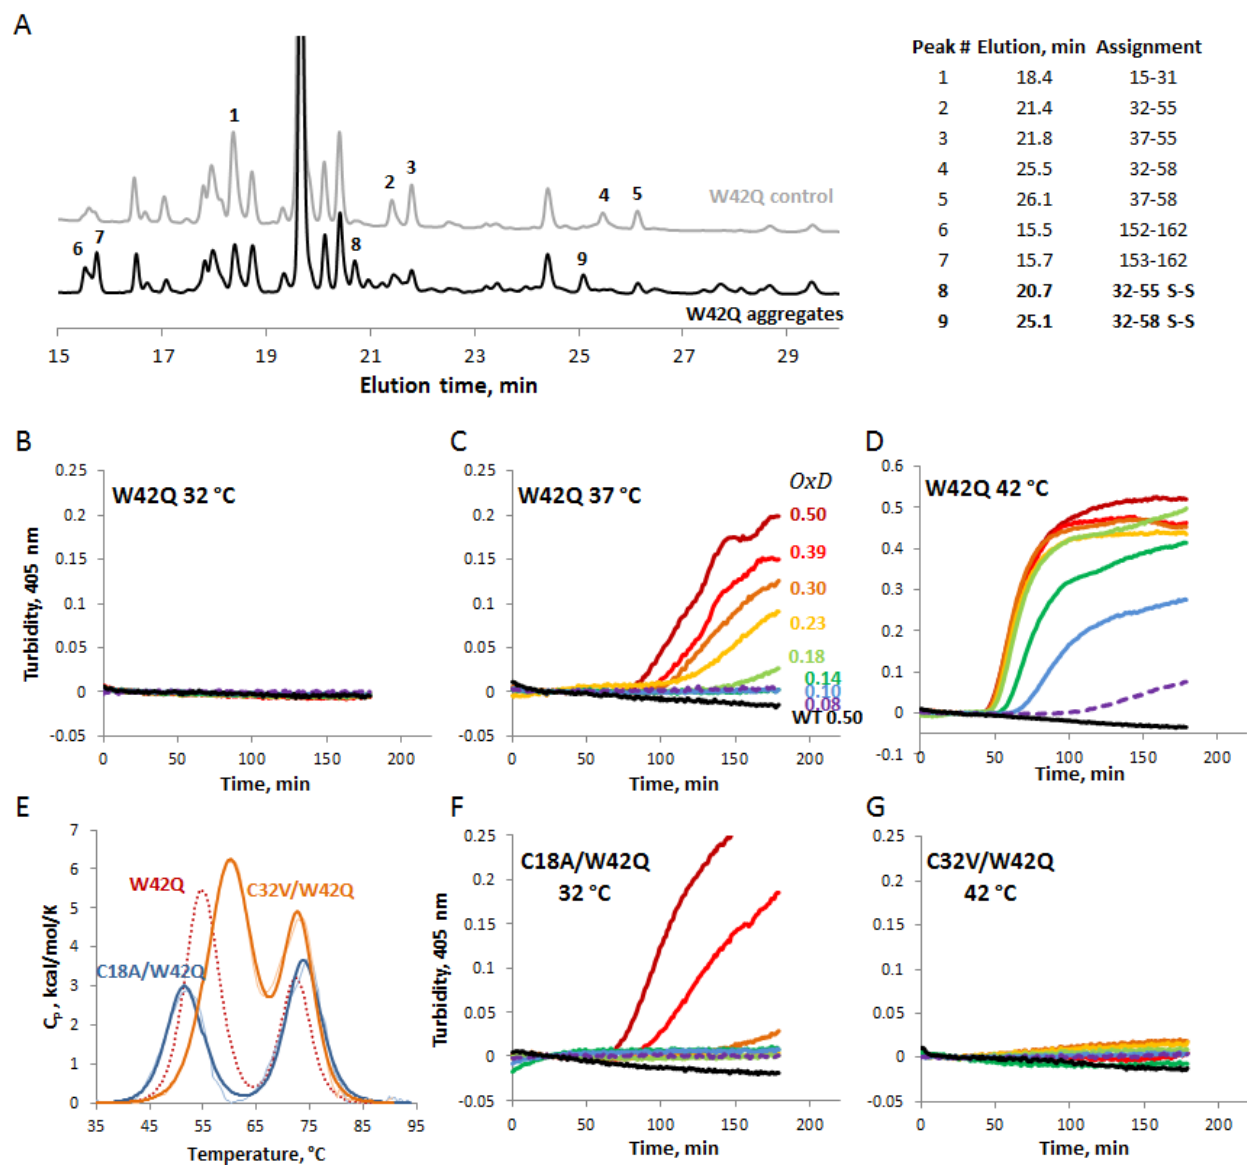 A
Peak # Elution, min Assignment
1 18.4 15-31
2 21.4 32-55
3 21.8 37-55
4 25.5 32-58
5 26.1 37-58
6 15.5 152-162
7 15.7 153-162
8 20.7 32-55 S-S
9 25.1 32-58 S-S
1
2 3
4 5
W42Q control
6 7
8
9
W42Q aggregates
15 17 19 21 23 25 27 29
Elution time, min
B
W42Q 32 °C
Turbidity, 405 nm
0.25
0.2
0.15
0.1
0.05
0
-0.05
0 50 100 150 200
Time, min
C
W42Q 37 °C
OxD
0.50
0.39
0.30
0.23
0.18
0.14
0.10
0.08
WT 0.50
0.25
0.2
0.15
0.1
0.05
0
-0.05
0 50 100 150 200
Time, min
D
W42Q 42 °C
0.6
0.5
0.4
0.3
0.2
0.1
0
-0.1
0 50 100 150 200
Time, min
E
W42Q
C32V/W42Q
C18A/W42Q
Cp, kcal/mol/K
7
6
5
4
3
2
1
0
35 45 55 65 75 85 95
Temperature, °C
F
C18A/W42Q
32 °C
Turbidity, 405 nm
0.25
0.2
0.15
0.1
0.05
0
-0.05
0 50 100 150 200
Time, min
G
C32V/W42Q
42 °C
0.25
0.2
0.15
0.1
0.05
0
-0.05
0 50 100 150 200
Time, min